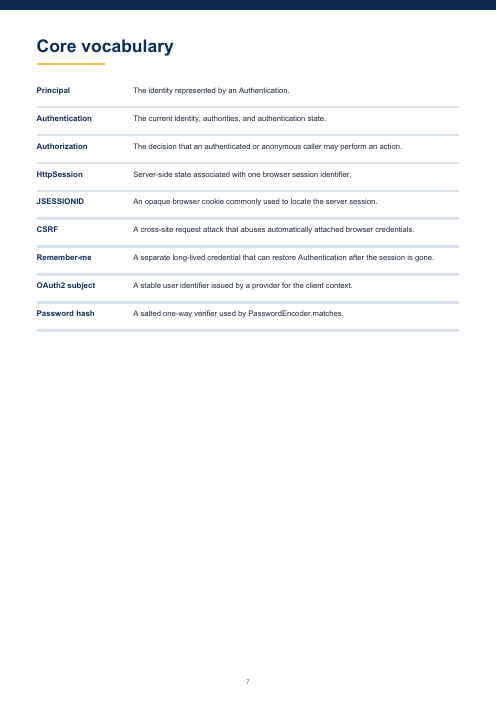 Core vocabulary
Principal The identity represented by an Authentication.
Authentication The current identity, authorities, and authentication state.
Authorization The decision that an authenticated or anonymous caller may perform an action.
HttpSession Server-side state associated with one browser session identifier.
JSESSIONID An opaque browser cookie commonly used to locate the server session.
CSRF A cross-site request attack that abuses automatically attached browser credentials.
Remember-me A separate long-lived credential that can restore Authentication after the session is gone.
OAuth2 subject A stable user identifier issued by a provider for the client context.
Password hash A salted one-way verifier used by PasswordEncoder.matches.
7